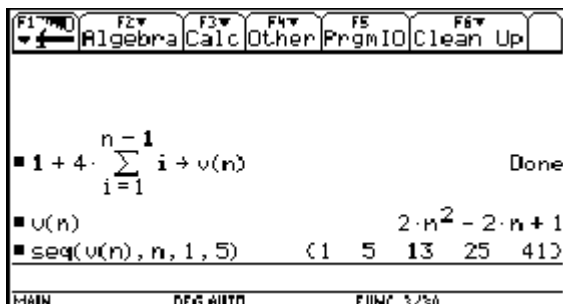 F1 F2 F3 F4 F5 F6
Algebra Calc Other PrgmIO Clean Up
n − 1
■ 1 + 4 · ∑ i → v(n) Done
i = 1
■ v(n) 2·n² − 2·n + 1
■ seq(v(n), n, 1, 5) {1 5 13 25 41}
MAIN DEG AUTO FUNC 3/30